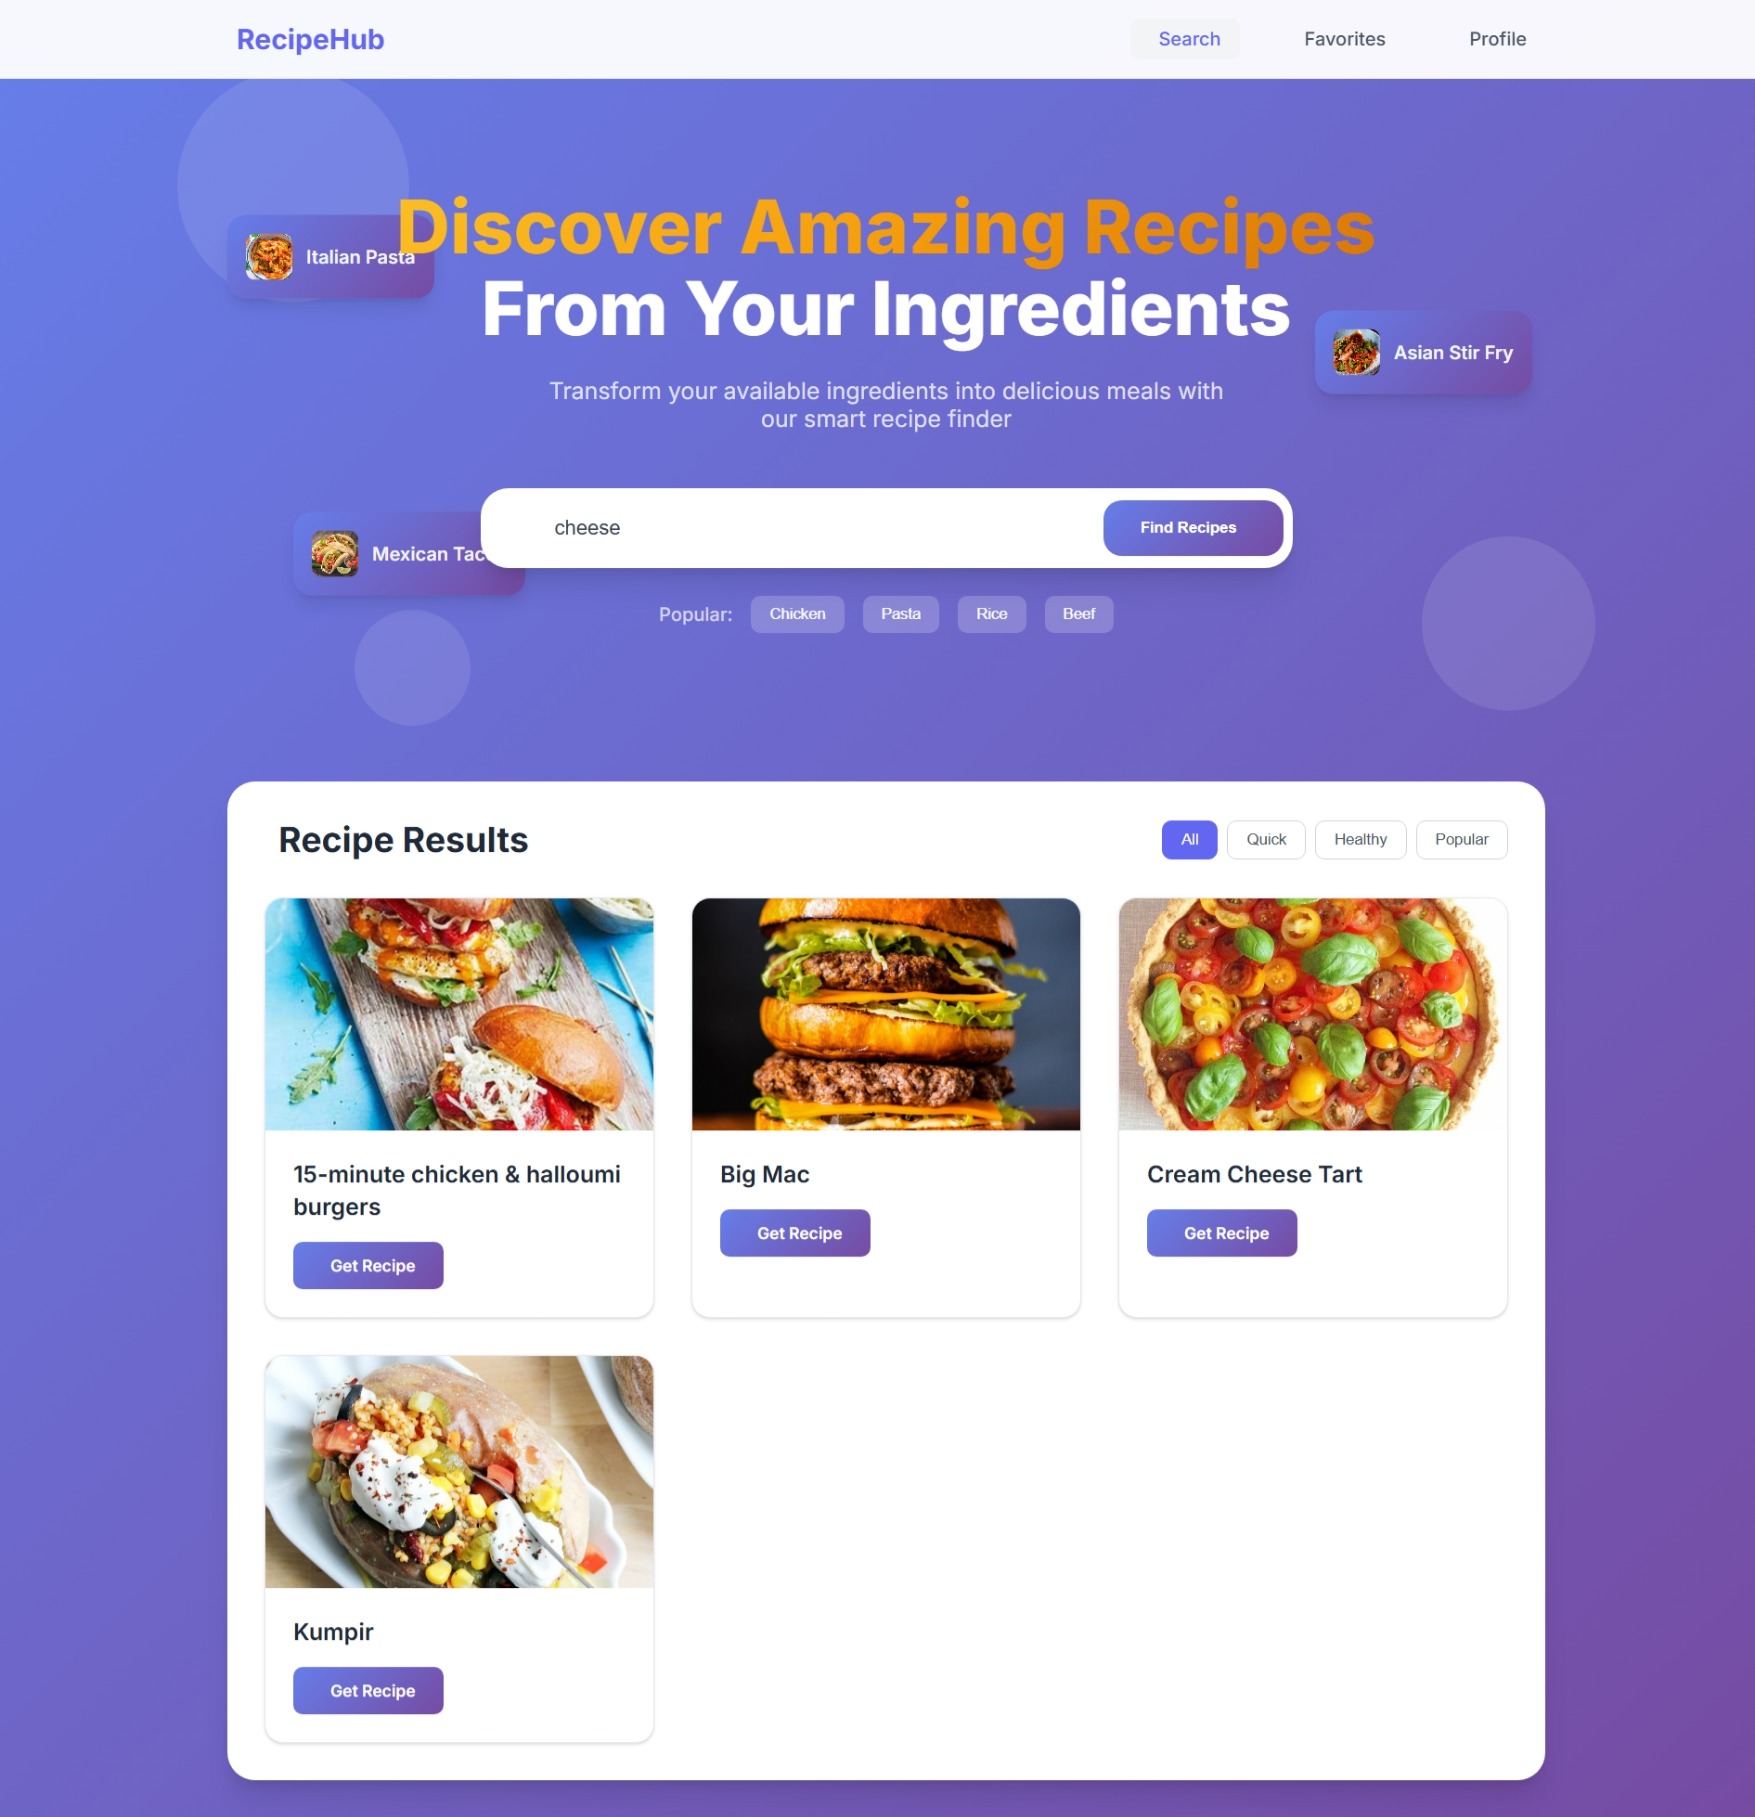 RecipeHub
Search
Favorites
Profile
Discover Amazing Recipes
Italian Pasta
From Your Ingredients
Asian Stir Fry
Transform your available ingredients into delicious meals with
our smart recipe finder
cheese
Find Recipes
Mexican
Popular:
Chicken
Pasta
Rice
Beef
Recipe Results
All
Quick
Healthy
Popular
15-minute chicken & halloumi
burgers
Get Recipe
Big Mac
Get Recipe
Cream Cheese Tart
Get Recipe
Kumpir
Get Recipe